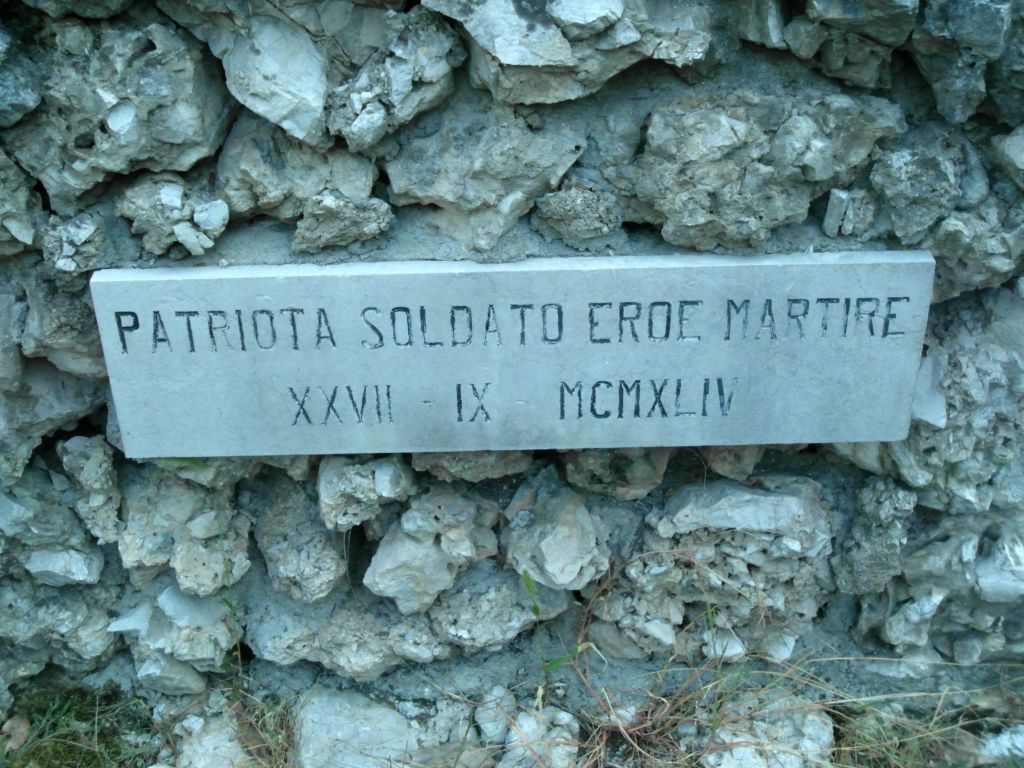 PATRIOTA SOLDATO EROE MARTIRE
XXVII - IX - MCMXLIV